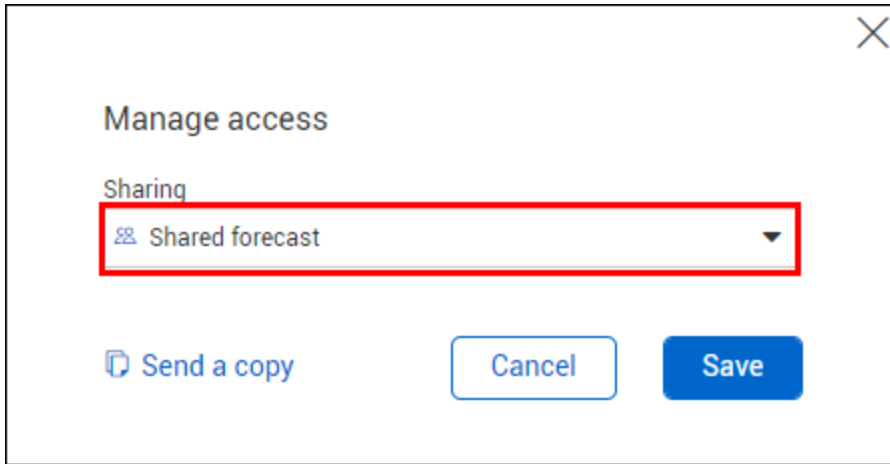 Manage access
Sharing
Shared forecast
Send a copy
Cancel
Save